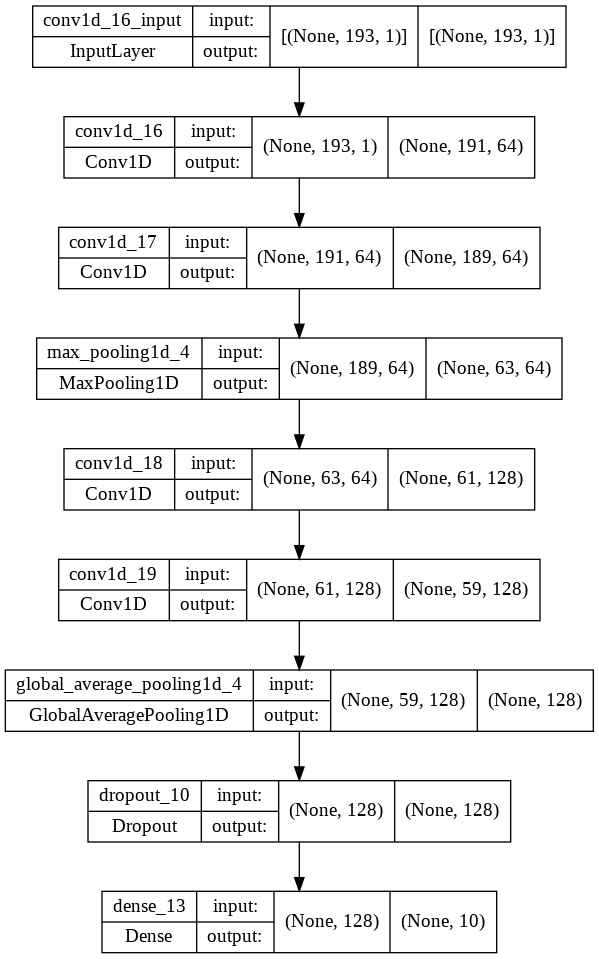 conv1d_16_input input: [(None, 193, 1)] [(None, 193, 1)]
InputLayer output:
conv1d_16 input: (None, 193, 1) (None, 191, 64)
Conv1D output:
conv1d_17 input: (None, 191, 64) (None, 189, 64)
Conv1D output:
max_pooling1d_4 input: (None, 189, 64) (None, 63, 64)
MaxPooling1D output:
conv1d_18 input: (None, 63, 64) (None, 61, 128)
Conv1D output:
conv1d_19 input: (None, 61, 128) (None, 59, 128)
Conv1D output:
global_average_pooling1d_4 input: (None, 59, 128) (None, 128)
GlobalAveragePooling1D output:
dropout_10 input: (None, 128) (None, 128)
Dropout output:
dense_13 input: (None, 128) (None, 10)
Dense output: